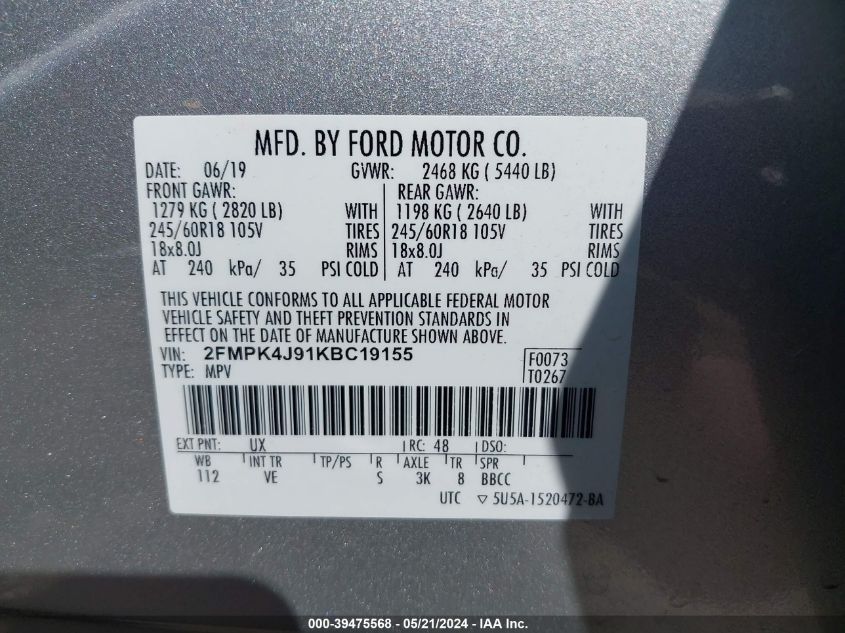 MFD. BY FORD MOTOR CO.
DATE: 06/19 GVWR: 2468 KG ( 5440 LB)
FRONT GAWR: REAR GAWR:
1279 KG ( 2820 LB) WITH 1198 KG ( 2640 LB) WITH
245/60R18 105V TIRES 245/60R18 105V TIRES
18x8.0J RIMS 18x8.0J RIMS
AT 240 kPa/ 35 PSI COLD AT 240 kPa/ 35 PSI COLD
THIS VEHICLE CONFORMS TO ALL APPLICABLE FEDERAL MOTOR
VEHICLE SAFETY AND THEFT PREVENTION STANDARDS IN
EFFECT ON THE DATE OF MANUFACTURE SHOWN ABOVE.
VIN: 2FMPK4J91KBC19155 F0073
TYPE: MPV T0267
EXT PNT: UX RC: 48 DSO:
WB INT TR TP/PS R AXLE TR SPR
112 VE S 3K 8 BBCC
UTC ▽ 5U5A-1520472-BA
000-39475568 - 05/21/2024 - IAA Inc.